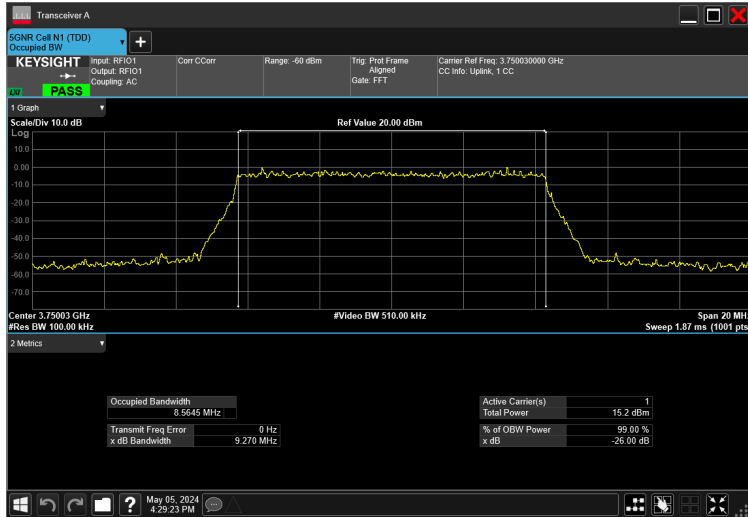 Transceiver A
5GNR Cell N1 (TDD)
Occupied BW
KEYSIGHT
Input: RFIO1
Output: RFIO1
Coupling: AC
Corr CCorr
Range: -60 dBm
Trig: Prot Frame
Aligned
Gate: FFT
Carrier Ref Freq: 3.750030000 GHz
CC Info: Uplink, 1 CC
LXI
PASS
1 Graph
Scale/Div 10.0 dB
Ref Value 20.00 dBm
Log
10.0
0.00
-10.0
-20.0
-30.0
-40.0
-50.0
-60.0
-70.0
Center 3.75003 GHz
#Video BW 510.00 kHz
Span 20 MHz
#Res BW 100.00 kHz
Sweep 1.87 ms (1001 pts
2 Metrics
Occupied Bandwidth
8.5645 MHz
Active Carrier(s) 1
Total Power 15.2 dBm
Transmit Freq Error 0 Hz
x dB Bandwidth 9.270 MHz
% of OBW Power 99.00 %
x dB -26.00 dB
May 05, 2024
4:29:23 PM